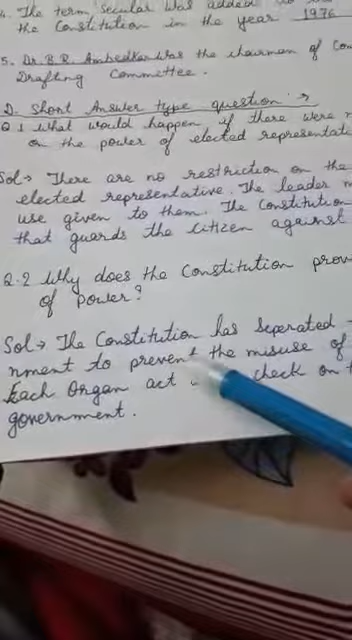 4. The term secular was added
the Constitution in the year 1976
5. Dr. B.R. Ambedkar was the chairman of
Drafting Committee.
D. Short Answer type question :→
Q.1 What would happen if there were
on the power of elected
Sol→ There are no restriction on the
elected representative. The leader
use given to them. The Constitution
that guards the citizen against
Q.2 Why does the Constitution
of power?
Sol→ The Constitution has Seperated
nment to prevent the misuse of
Each Organ act check on
government.